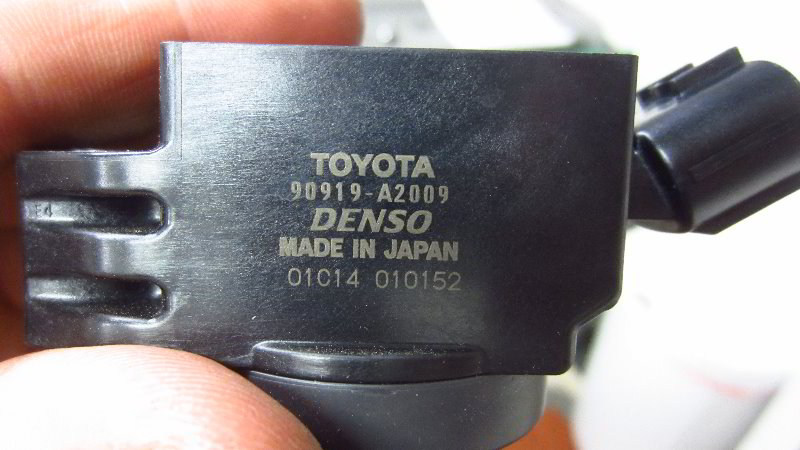 TOYOTA
90919-A2009
DENSO
MADE IN JAPAN
01C14 010152